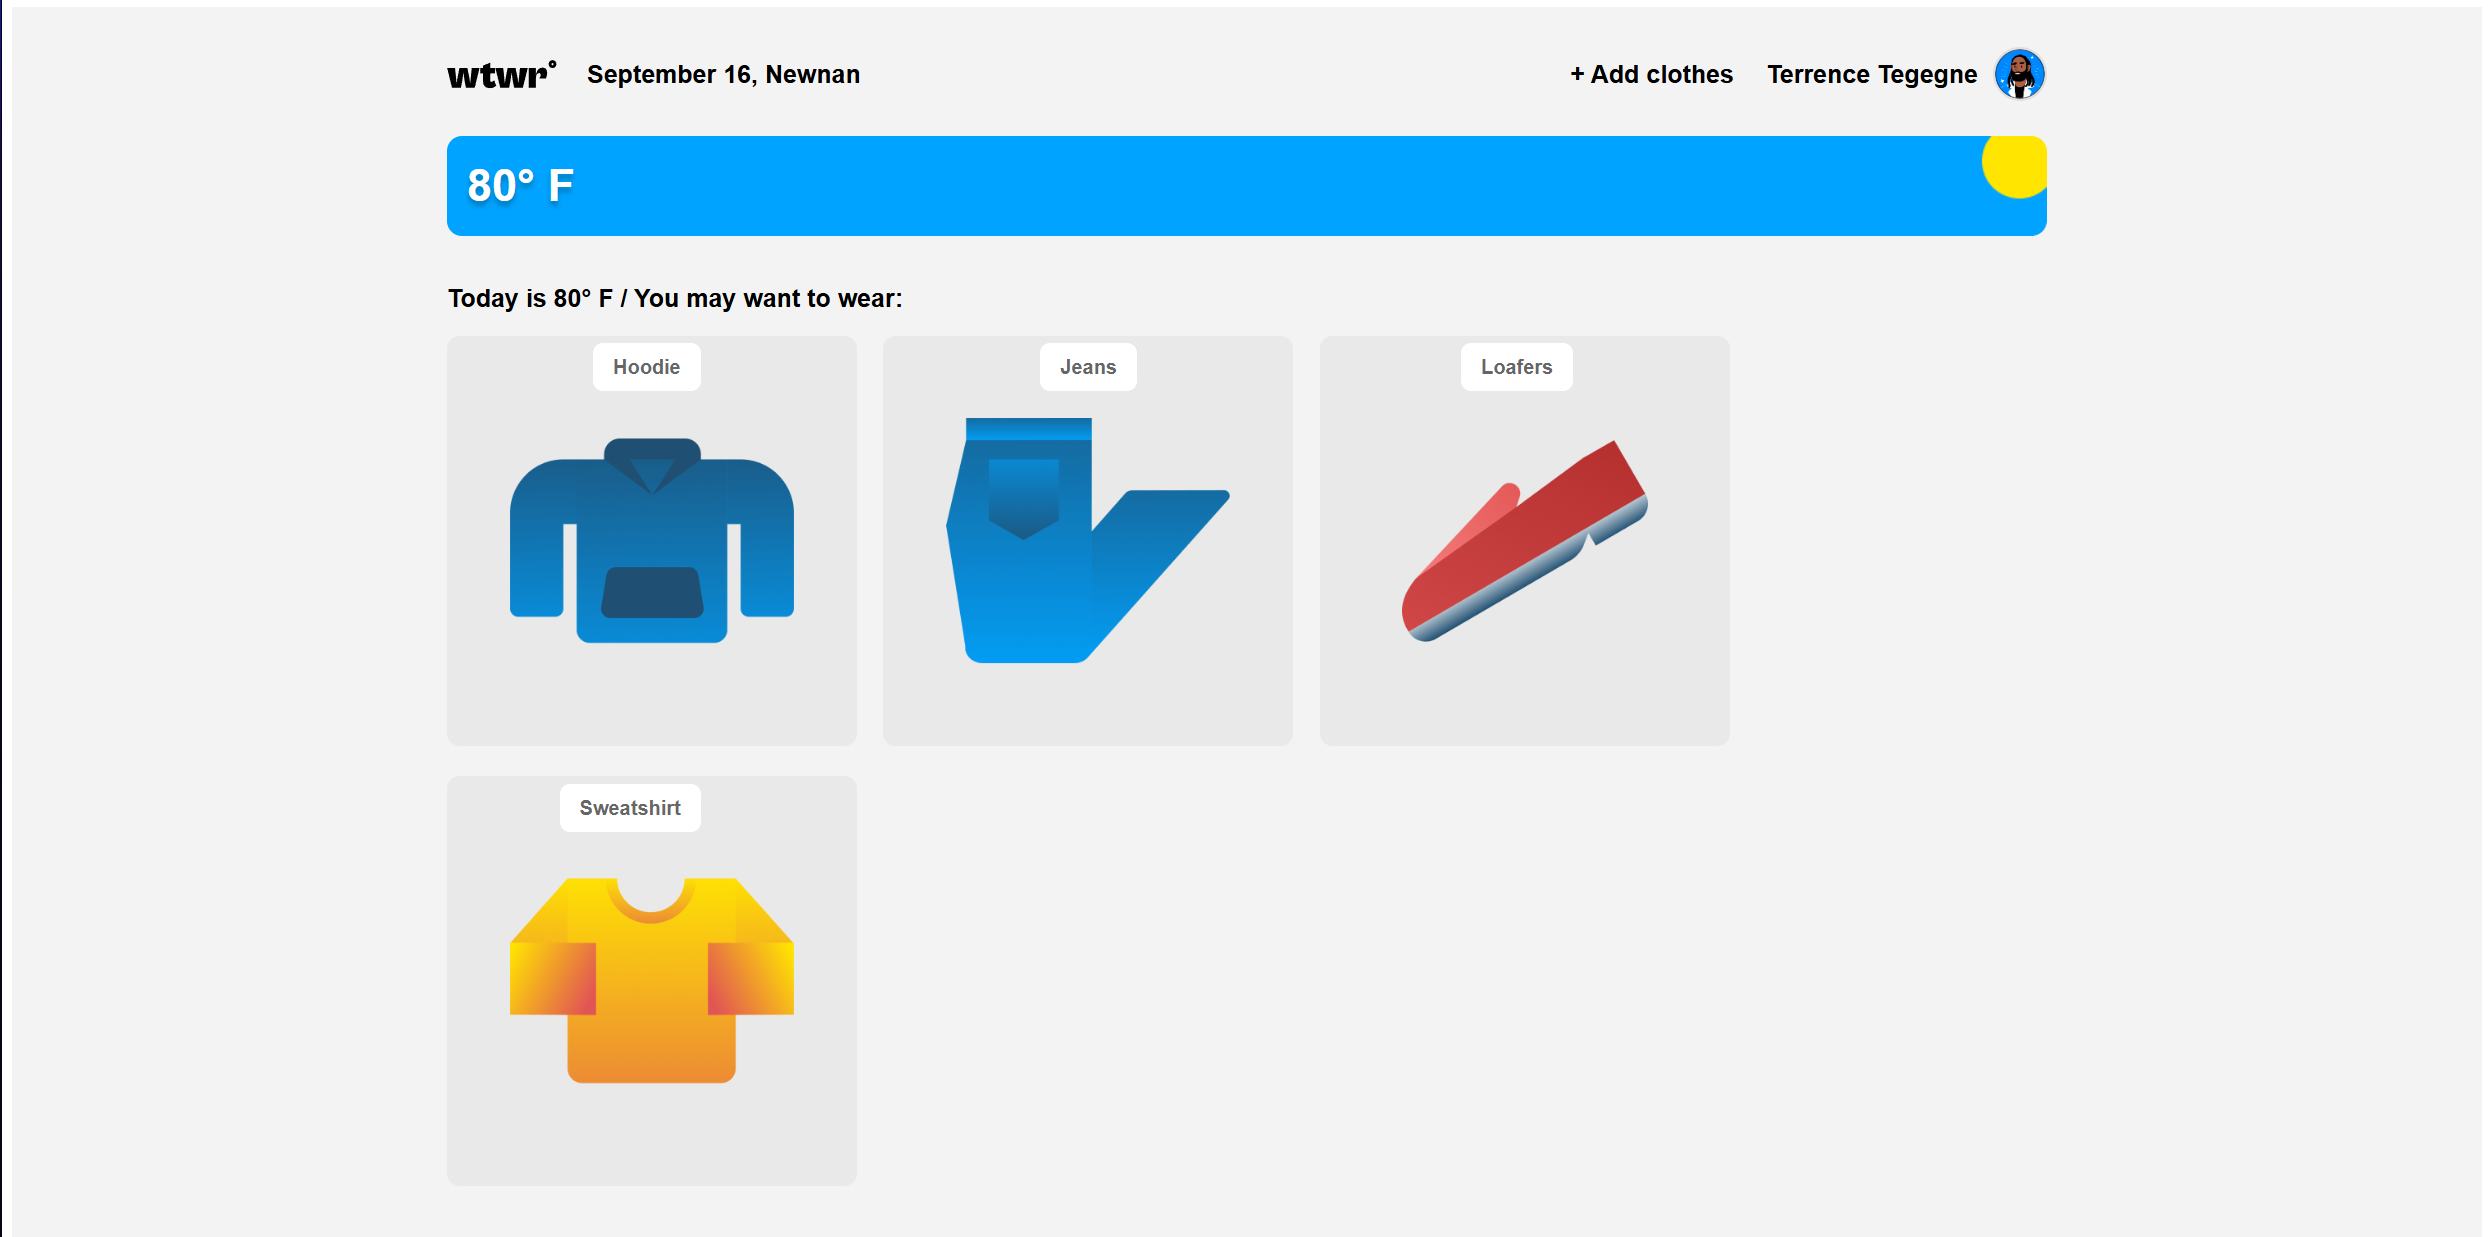 wtwr°
September 16, Newnan
+ Add clothes
Terrence Tegegne
80° F
Today is 80° F / You may want to wear:
Hoodie
Jeans
Loafers
Sweatshirt